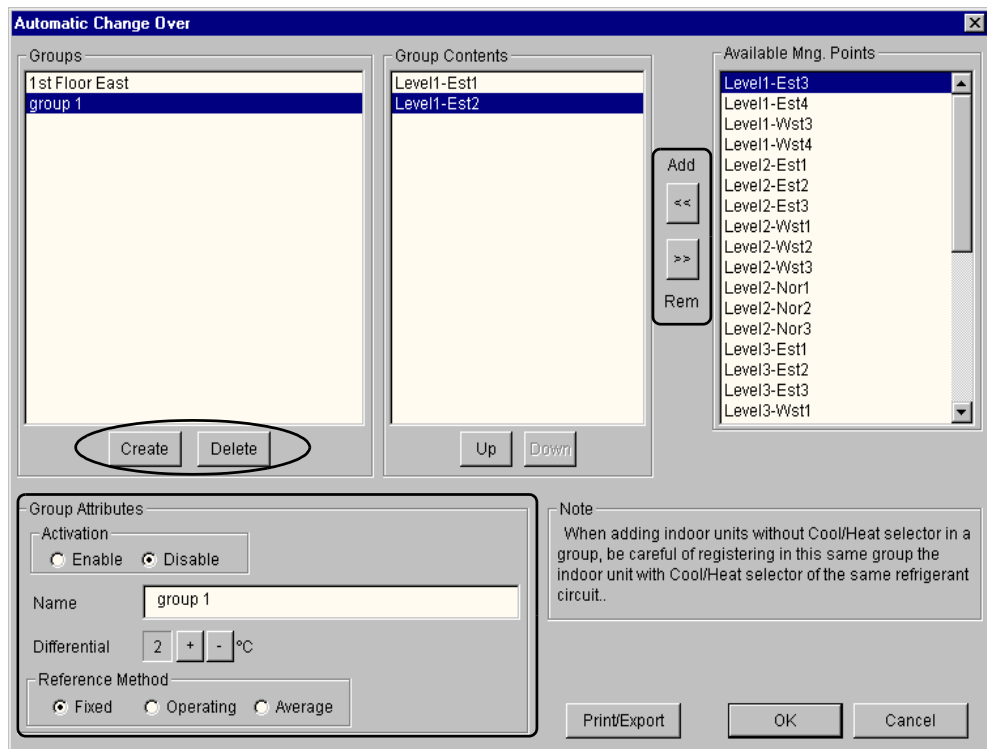 Automatic Change Over
Groups
1st Floor East
group 1
Create
Delete
Group Contents
Level1-Est1
Level1-Est2
Up
Down
Add
<<
>>
Rem
Available Mng. Points
Level1-Est3
Level1-Est4
Level1-Wst3
Level1-Wst4
Level2-Est1
Level2-Est2
Level2-Est3
Level2-Wst1
Level2-Wst2
Level2-Wst3
Level2-Nor1
Level2-Nor2
Level2-Nor3
Level3-Est1
Level3-Est2
Level3-Est3
Level3-Wst1
Group Attributes
Activation
Enable Disable
Name group 1
Differential 2 + - °C
Reference Method
Fixed Operating Average
Note
When adding indoor units without Cool/Heat selector in a
group, be careful of registering in this same group the
indoor unit with Cool/Heat selector of the same refrigerant
circuit..
Print/Export
OK
Cancel